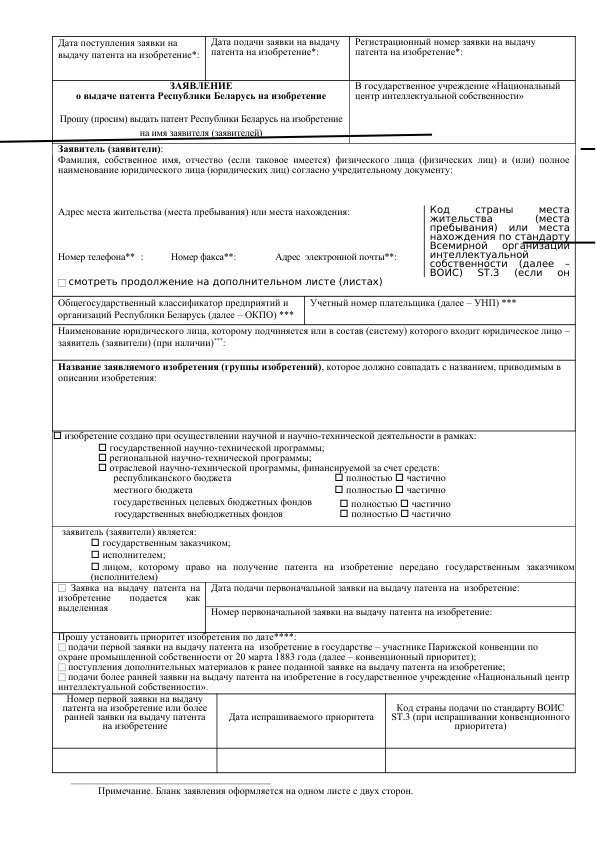 Дата поступления заявки на
выдачу патента на изобретение*:
Дата подачи заявки на выдачу
патента на изобретение*:
Регистрационный номер заявки на выдачу
патента на изобретение*:
ЗАЯВЛЕНИЕ
о выдаче патента Республики Беларусь на изобретение
Прошу (просим) выдать патент Республики Беларусь на изобретение
на имя заявителя (заявителей)
В государственное учреждение «Национальный
центр интеллектуальной собственности»
Заявитель (заявители):
Фамилия, собственное имя, отчество (если таковое имеется) физического лица (физических лиц) и (или) полное
наименование юридического лица (юридических лиц) согласно учредительному документу:
Адрес места жительства (места пребывания) или места нахождения:
Номер телефона** : Номер факса**: Адрес электронной почты**:
☐ смотреть продолжение на дополнительном листе (листах)
Код страны места
жительства (места
пребывания) или места
нахождения по стандарту
Всемирной организации
интеллектуальной
собственности (далее –
ВОИС) ST.3 (если он
Общегосударственный классификатор предприятий и
организаций Республики Беларусь (далее – ОКПО) ***
Учетный номер плательщика (далее – УНП) ***
Наименование юридического лица, которому подчиняется или в состав (систему) которого входит юридическое лицо –
заявитель (заявители) (при наличии)***:
Название заявляемого изобретения (группы изобретений), которое должно совпадать с названием, приводимым в
описании изобретения:
☐ изобретение создано при осуществлении научной и научно-технической деятельности в рамках:
☐ государственной научно-технической программы;
☐ региональной научно-технической программы;
☐ отраслевой научно-технической программы, финансируемой за счет средств:
республиканского бюджета ☐ полностью ☐ частично
местного бюджета ☐ полностью ☐ частично
государственных целевых бюджетных фондов ☐ полностью ☐ частично
государственных внебюджетных фондов ☐ полностью ☐ частично
заявитель (заявители) является:
☐ государственным заказчиком;
☐ исполнителем;
☐ лицом, которому право на получение патента на изобретение передано государственным заказчиком
(исполнителем)
☐ Заявка на выдачу патента на
изобретение подается как
выделенная
Дата подачи первоначальной заявки на выдачу патента на изобретение:
Номер первоначальной заявки на выдачу патента на изобретение:
Прошу установить приоритет изобретения по дате****:
☐ подачи первой заявки на выдачу патента на изобретение в государстве – участнике Парижской конвенции по
охране промышленной собственности от 20 марта 1883 года (далее – конвенционный приоритет);
☐ поступления дополнительных материалов к ранее поданной заявке на выдачу патента на изобретение;
☐ подачи более ранней заявки на выдачу патента на изобретение в государственное учреждение «Национальный центр
интеллектуальной собственности».
Номер первой заявки на выдачу
патента на изобретение или более
ранней заявки на выдачу патента
на изобретение
Дата испрашиваемого приоритета
Код страны подачи по стандарту ВОИС
ST.3 (при испрашивании конвенционного
приоритета)
Примечание. Бланк заявления оформляется на одном листе с двух сторон.